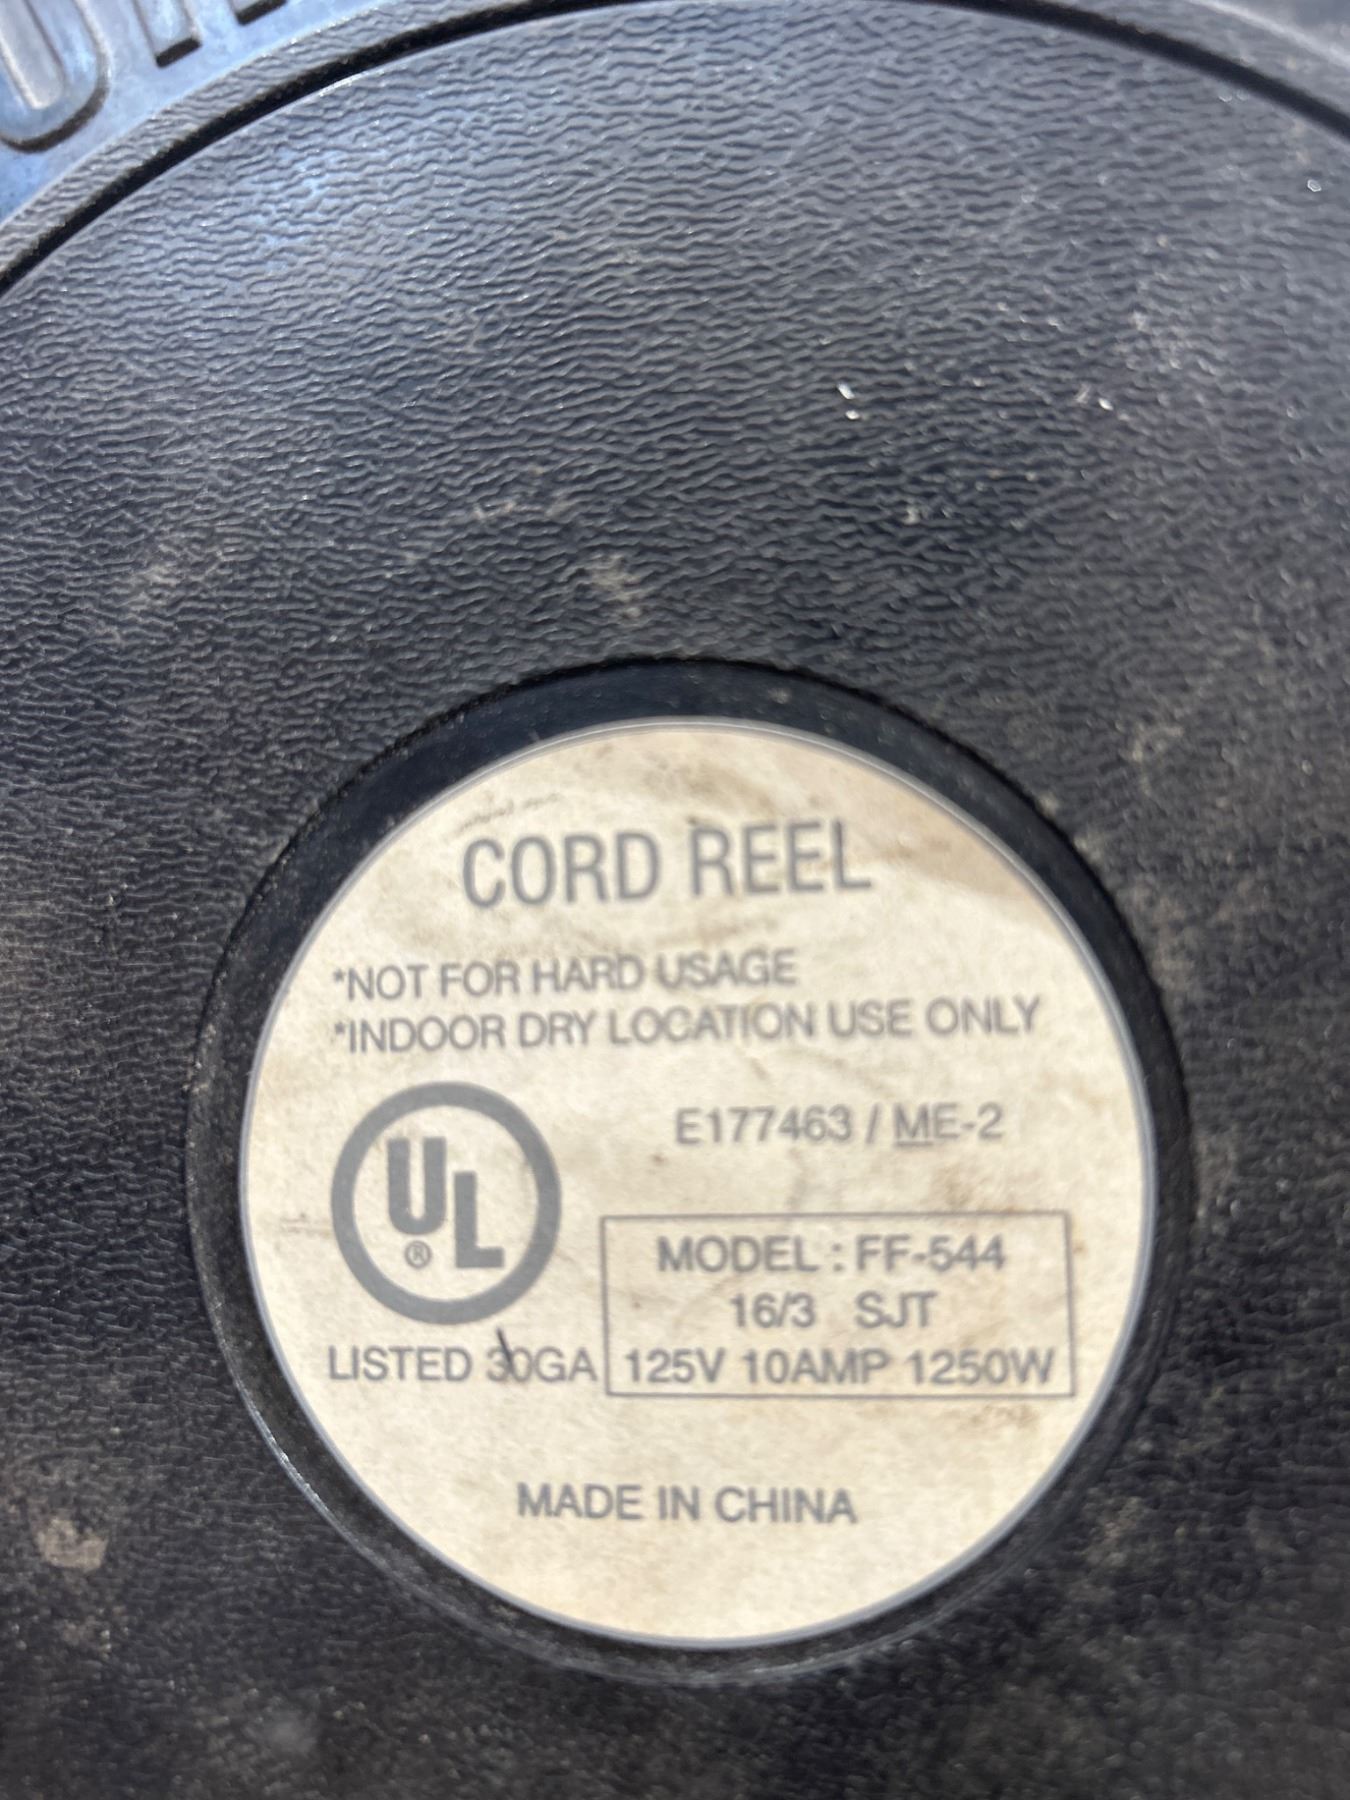 CORD REEL
*NOT FOR HARD USAGE
*INDOOR DRY LOCATION USE ONLY
E177463 / ME-2
UL
®
MODEL : FF-544
16/3 SJT
LISTED 30GA
125V 10AMP 1250W
MADE IN CHINA